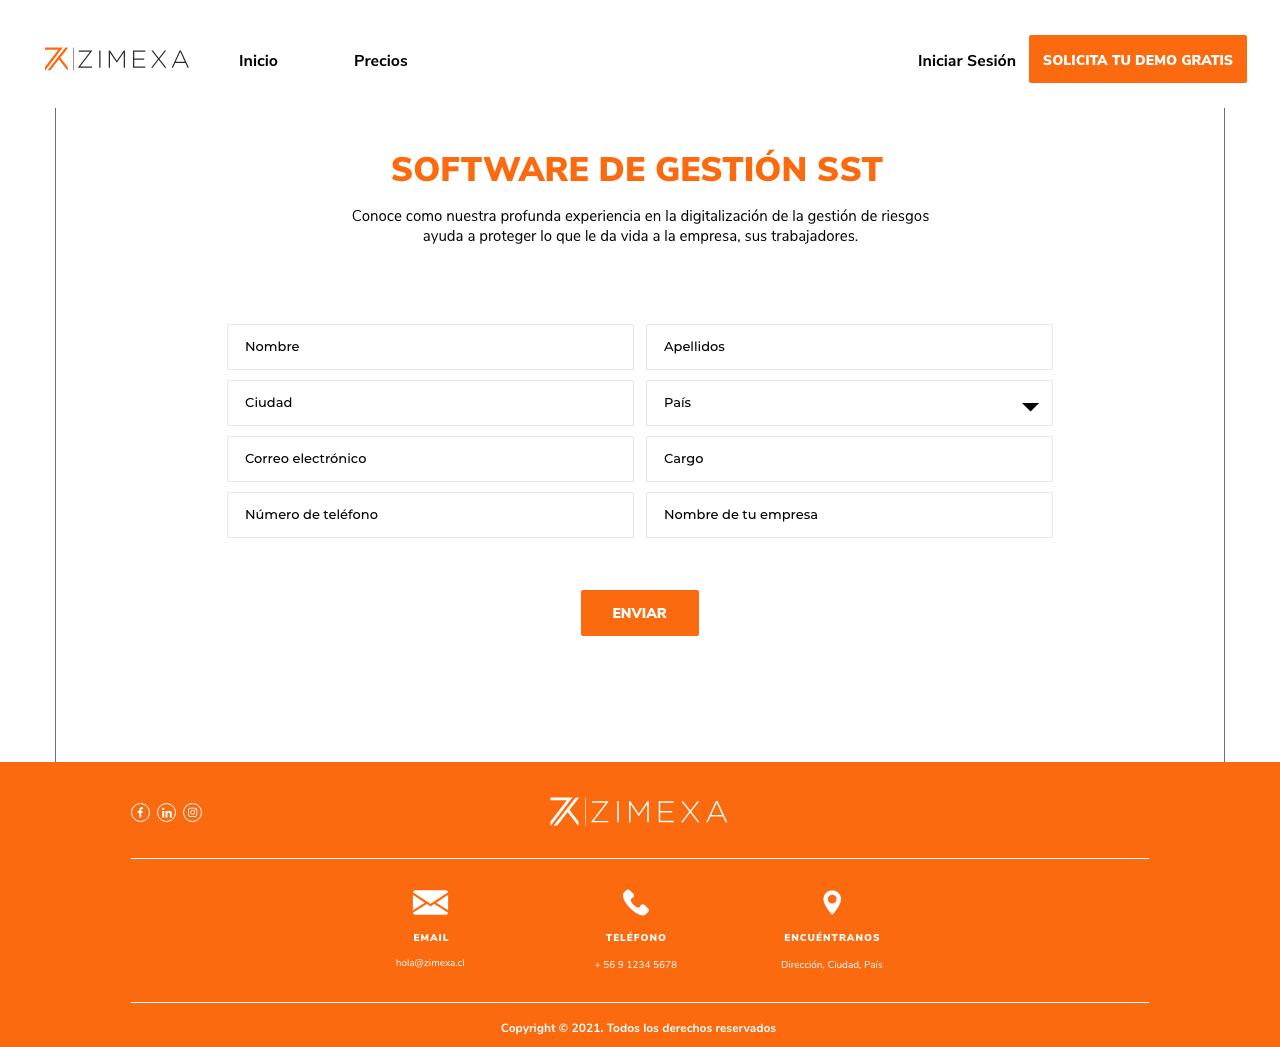 ZIMEXA
Inicio
Precios
Iniciar Sesión
SOLICITA TU DEMO GRATIS
SOFTWARE DE GESTIÓN SST
Conoce como nuestra profunda experiencia en la digitalización de la gestión de riesgos
ayuda a proteger lo que le da vida a la empresa, sus trabajadores.
Nombre
Apellidos
Ciudad
País
Correo electrónico
Cargo
Número de teléfono
Nombre de tu empresa
ENVIAR
ZIMEXA
EMAIL
hola@zimexa.cl
TELÉFONO
+ 56 9 1234 5678
ENCUÉNTRANOS
Dirección, Ciudad, País
Copyright © 2021. Todos los derechos reservados